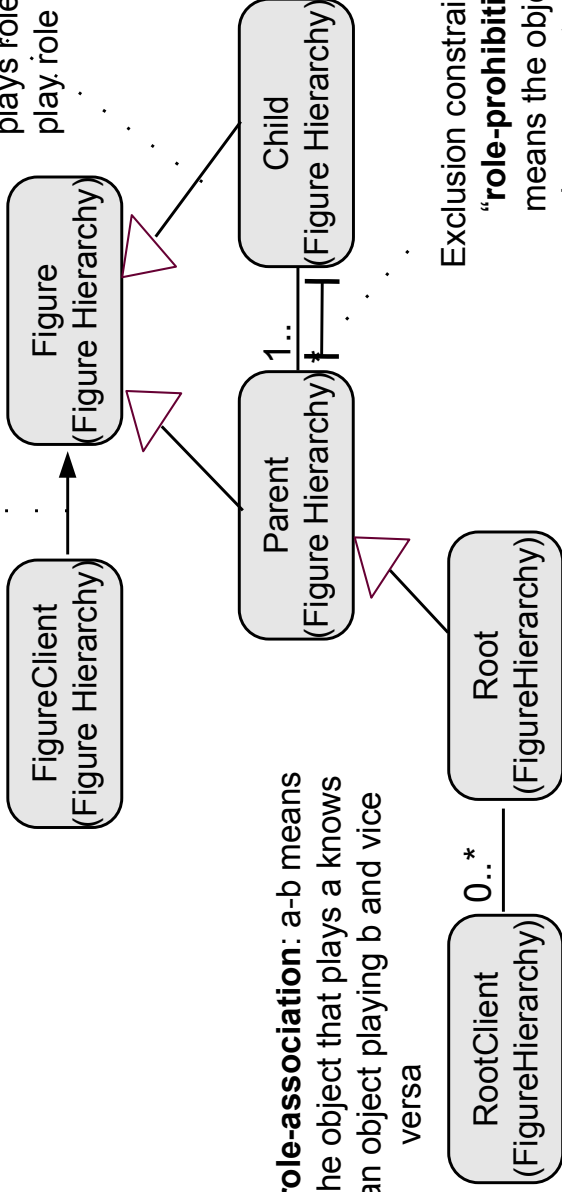 plays role
play role
FigureClient
(Figure Hierarchy)
Figure
(Figure Hierarchy)
role-association: a-b means
he object that plays a knows
an object playing b and vice
versa
Parent
(Figure Hierarchy)
1..
*
Child
(Figure Hierarchy)
Exclusion constrai
“role-prohibiti
means the obje
RootClient
(FigureHierarchy)
0..*
Root
(FigureHierarchy)